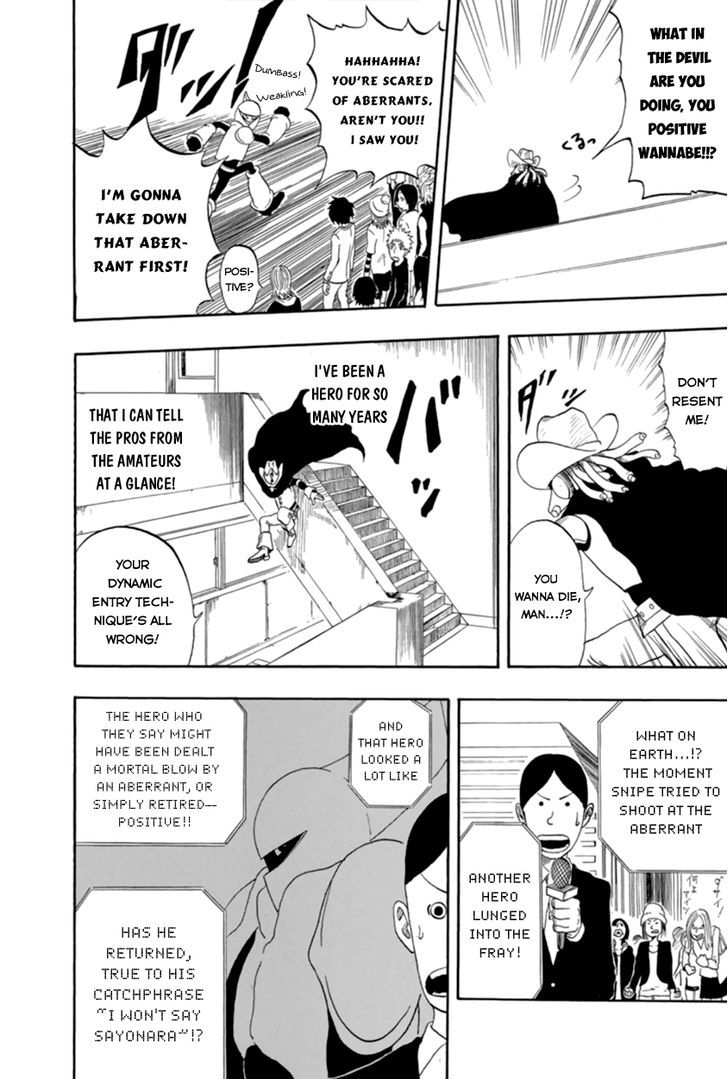 WHAT IN
THE DEVIL
ARE YOU
DOING, YOU
POSITIVE
WANNABE!!?
くるっ
HAHHAHHA!
YOU'RE SCARED
OF ABERRANTS,
AREN'T YOU!!
I SAW YOU!
DUMBASS!
WEAKLING!
ダッ!
I'M GONNA
TAKE DOWN
THAT ABER-
RANT FIRST!
POSI-
TIVE?
DON'T
RESENT
ME!
YOU
WANNA DIE,
MAN...!?
I'VE BEEN A
HERO FOR SO
MANY YEARS
THAT I CAN TELL
THE PROS FROM
THE AMATEURS
AT A GLANCE!
YOUR
DYNAMIC
ENTRY TECH-
NIQUE'S ALL
WRONG!
WHAT ON
EARTH...!?
THE MOMENT
SNIPE TRIED TO
SHOOT AT THE
ABERRANT
ANOTHER
HERO
LUNGED
INTO THE
FRAY!
AND
THAT HERO
LOOKED A
LOT LIKE
THE HERO WHO
THEY SAY MIGHT
HAVE BEEN DEALT
A MORTAL BLOW BY
AN ABERRANT, OR
SIMPLY RETIRED--
POSITIVE!!
HAS HE
RETURNED,
TRUE TO HIS
CATCHPHRASE
"I WON'T SAY
SAYONARA"!?